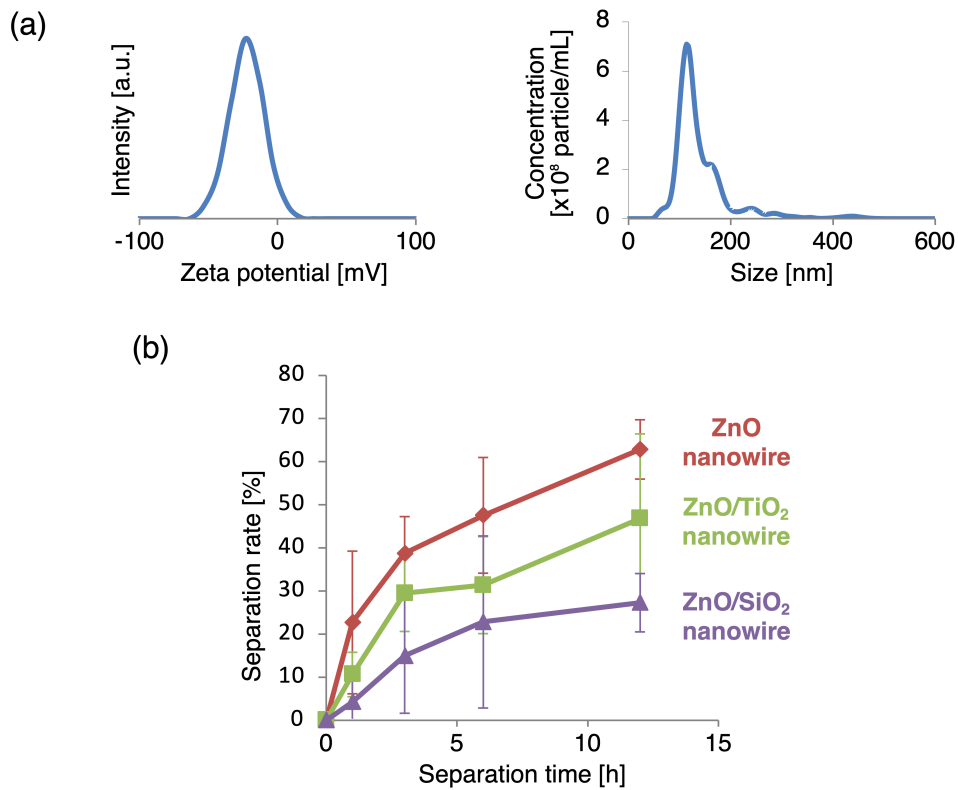 (a)
Intensity [a.u.]
-100
0
100
Zeta potential [mV]
Concentration
[x10⁸ particle/mL]
8
6
4
2
0
0
200
400
600
Size [nm]
(b)
Separation rate [%]
80
70
60
50
40
30
20
10
0
0
5
10
15
Separation time [h]
ZnO
nanowire
ZnO/TiO₂
nanowire
ZnO/SiO₂
nanowire